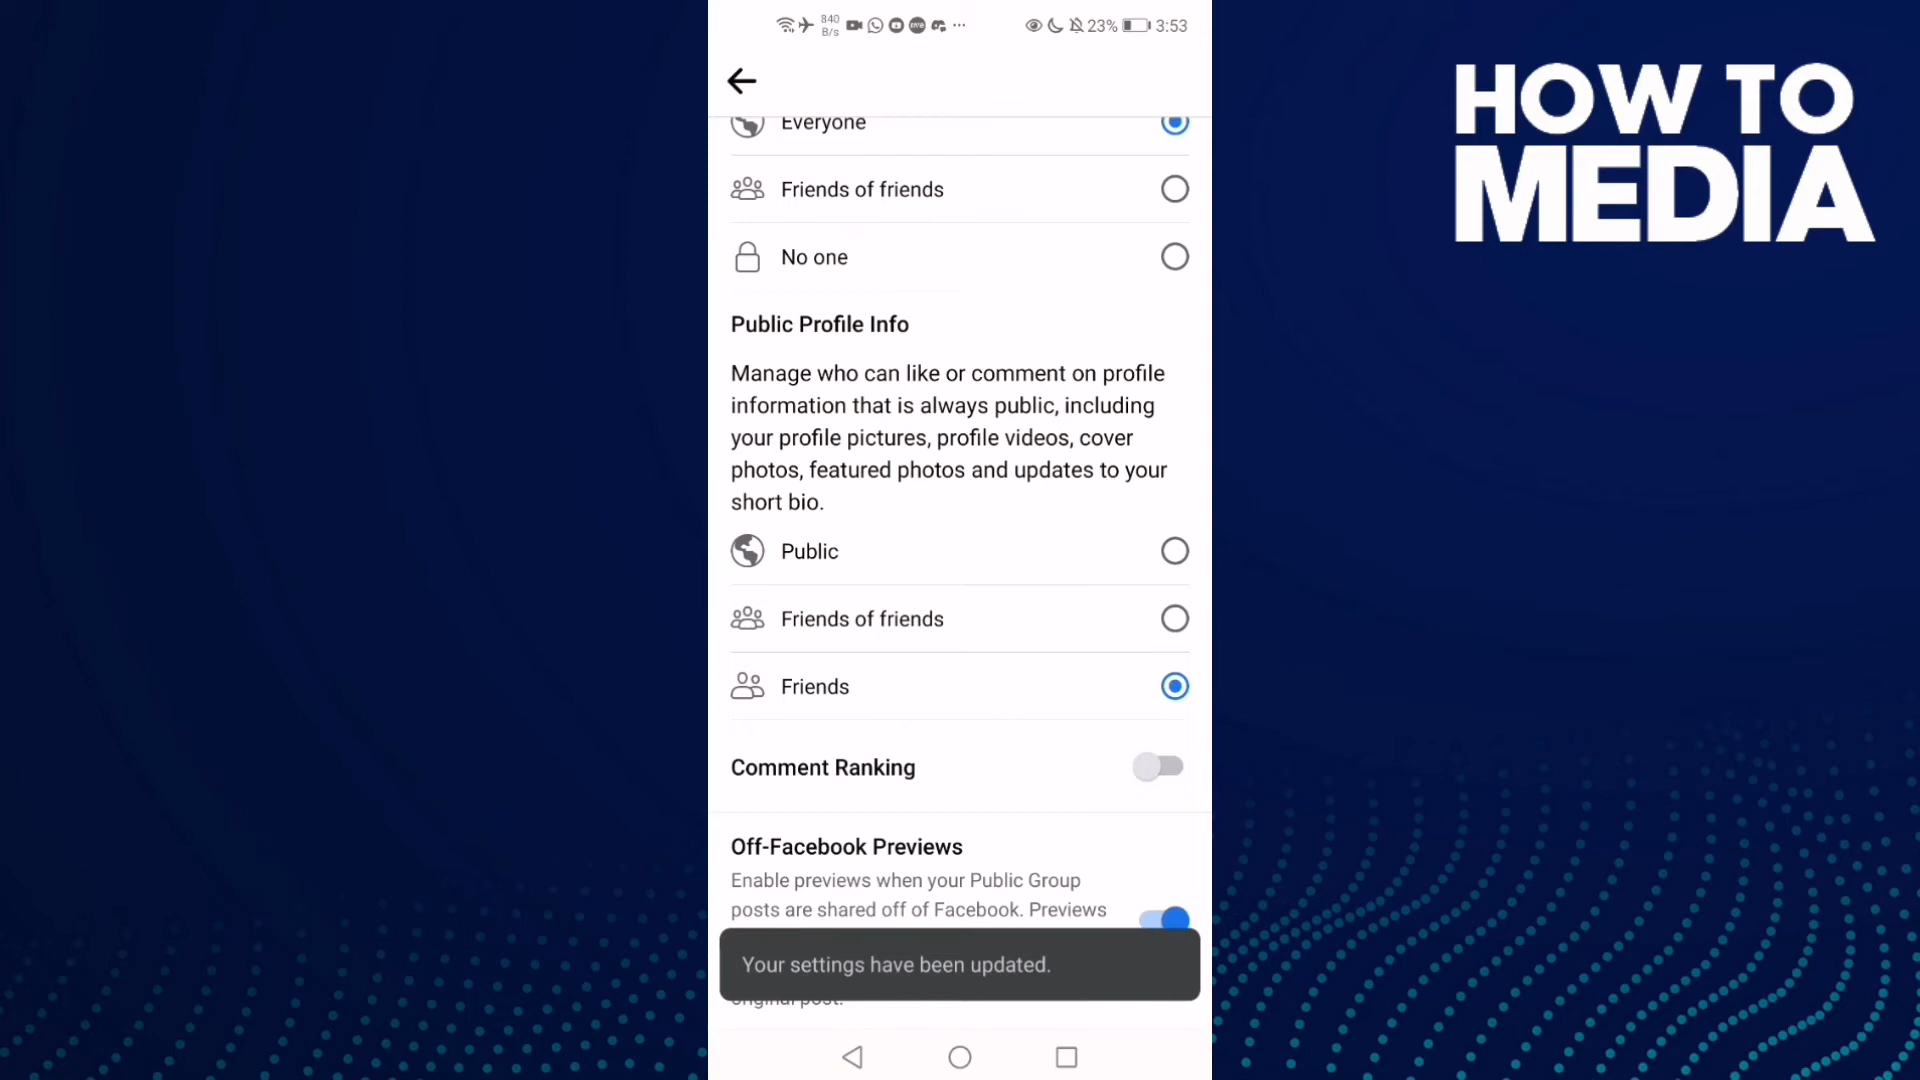 840
B/s
23%
3:53
HOW TO
MEDIA
Everyone
Friends of friends
No one
Public Profile Info
Manage who can like or comment on profile
information that is always public, including
your profile pictures, profile videos, cover
photos, featured photos and updates to your
short bio.
Public
Friends of friends
Friends
Comment Ranking
Off-Facebook Previews
Enable previews when your Public Group
posts are shared off of Facebook. Previews
Your settings have been updated.
original post.